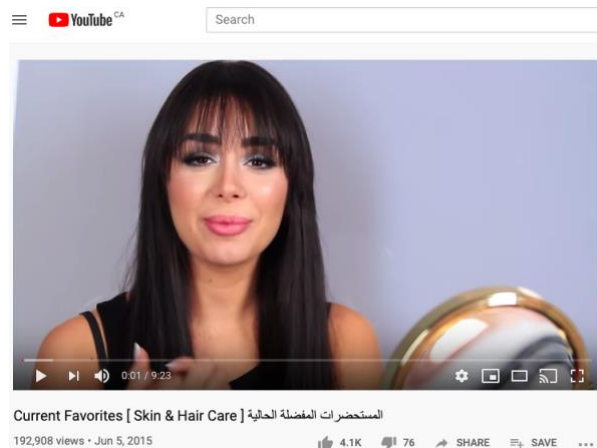 YouTube CA
Search
0:01 / 9:23
Current Favorites [ Skin & Hair Care ] المستحضرات المفضلة الحالية
192,908 views • Jun 5, 2015
4.1K
76
SHARE
SAVE